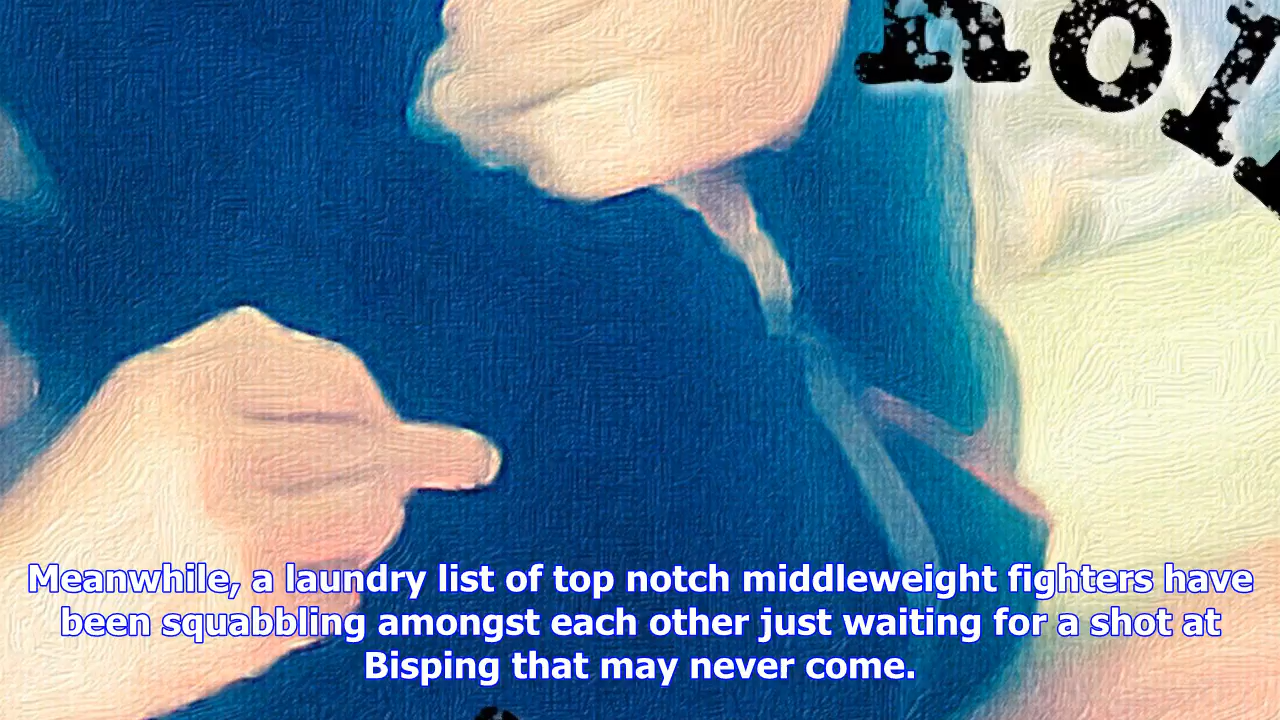 Meanwhile, a laundry list of top notch middleweight fighters have
been squabbling amongst each other just waiting for a shot at
Bisping that may never come.